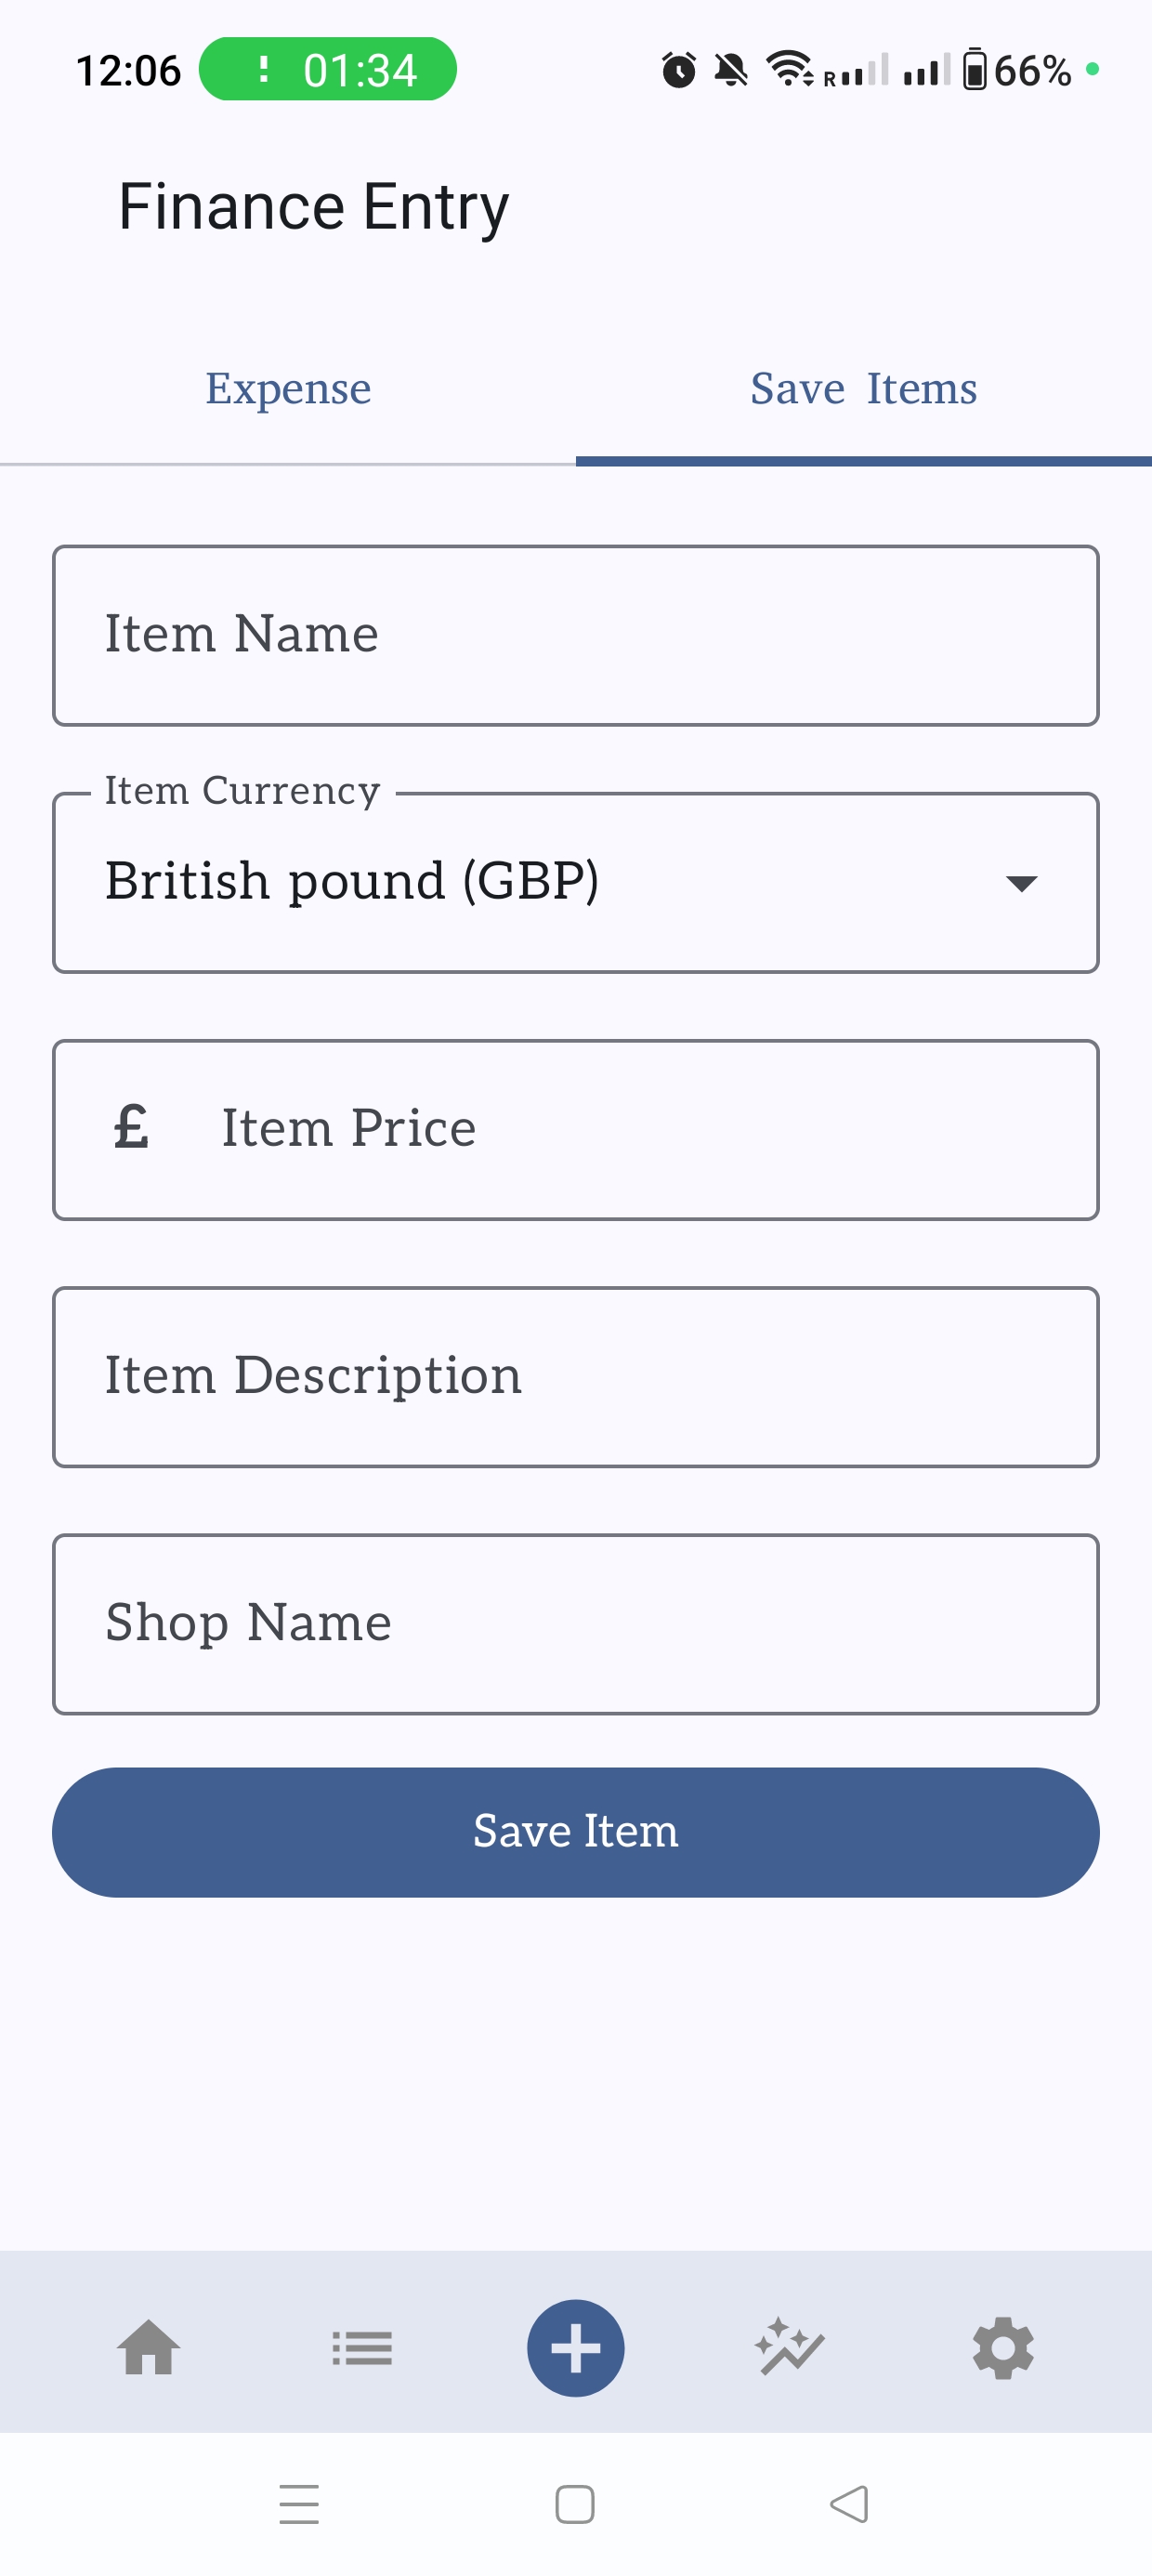 12:06 01:34 R 66%
Finance Entry
Expense Save Items
Item Name
Item Currency
British pound (GBP)
£ Item Price
Item Description
Shop Name
Save Item